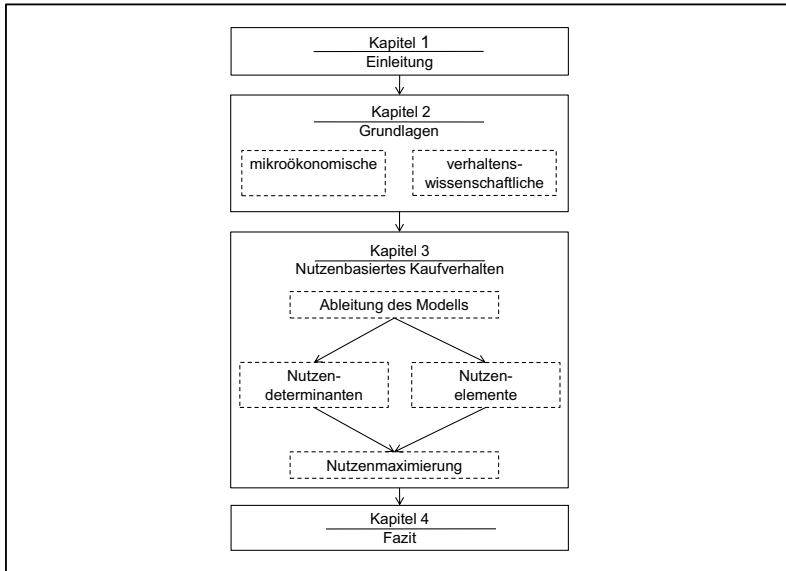 Kapitel 1
Einleitung
Kapitel 2
Grundlagen
mikroökonomische
verhaltens-
wissenschaftliche
Kapitel 3
Nutzenbasiertes Kaufverhalten
Ableitung des Modells
Nutzen-
determinanten
Nutzen-
elemente
Nutzenmaximierung
Kapitel 4
Fazit